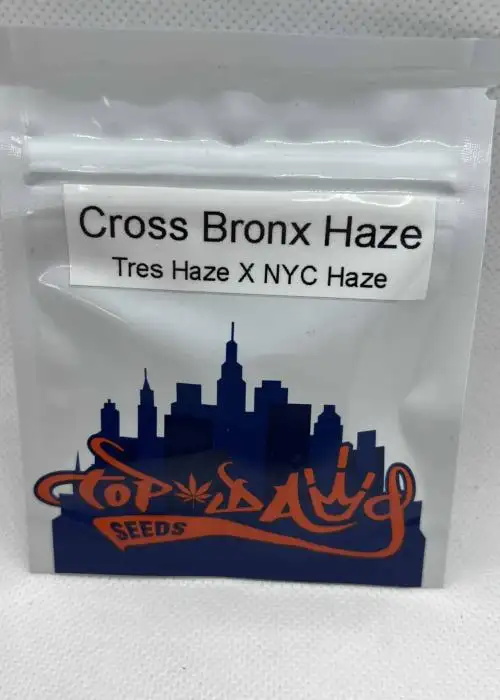 Cross Bronx Haze
Tres Haze X NYC Haze
TOP DAWG
SEEDS